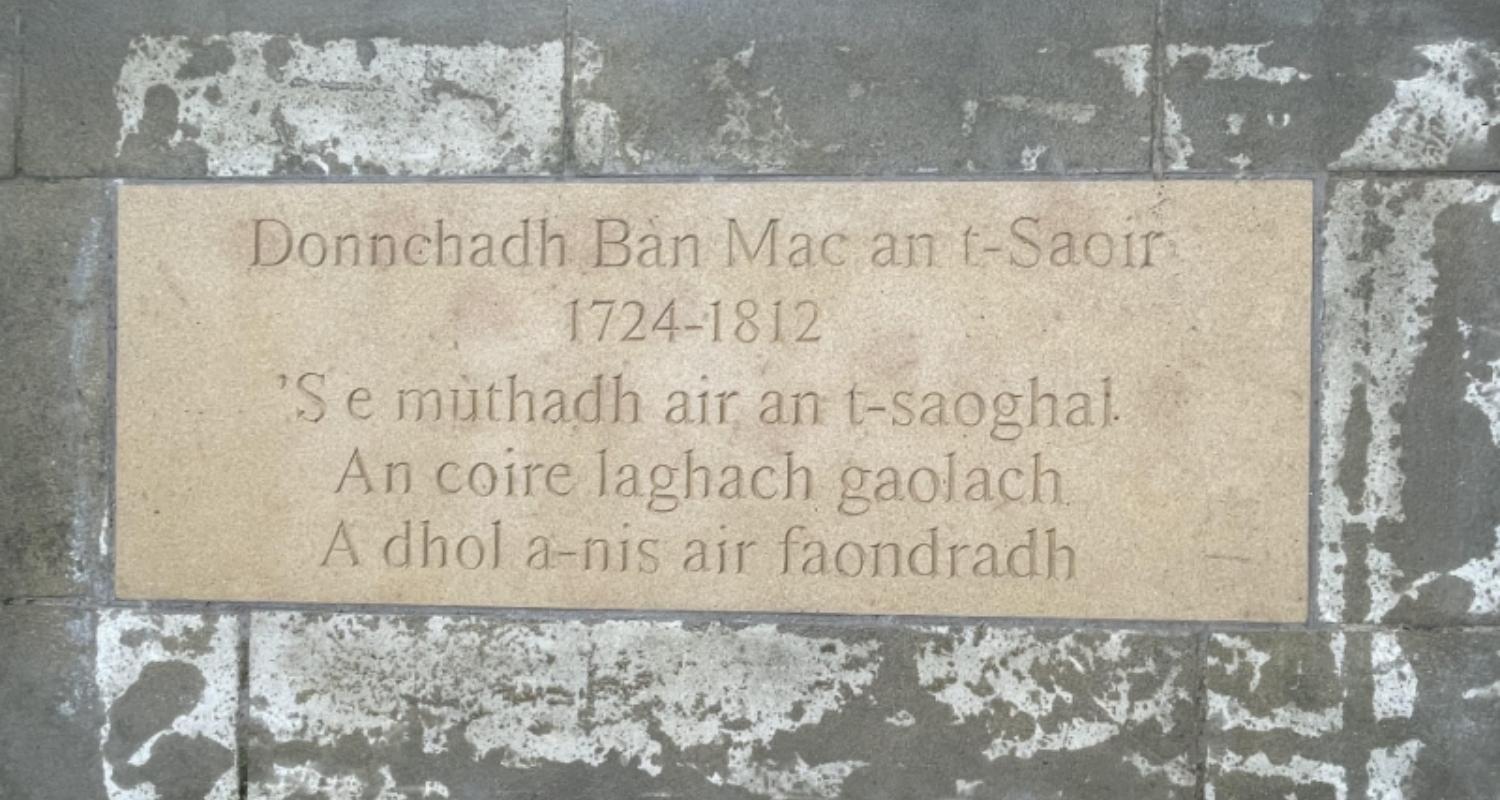 Donnchadh Bàn Mac an t-Saoir
1724-1812
'S e mùthadh air an t-saoghal
An coire laghach gaolach
A dhol a-nis air faondradh